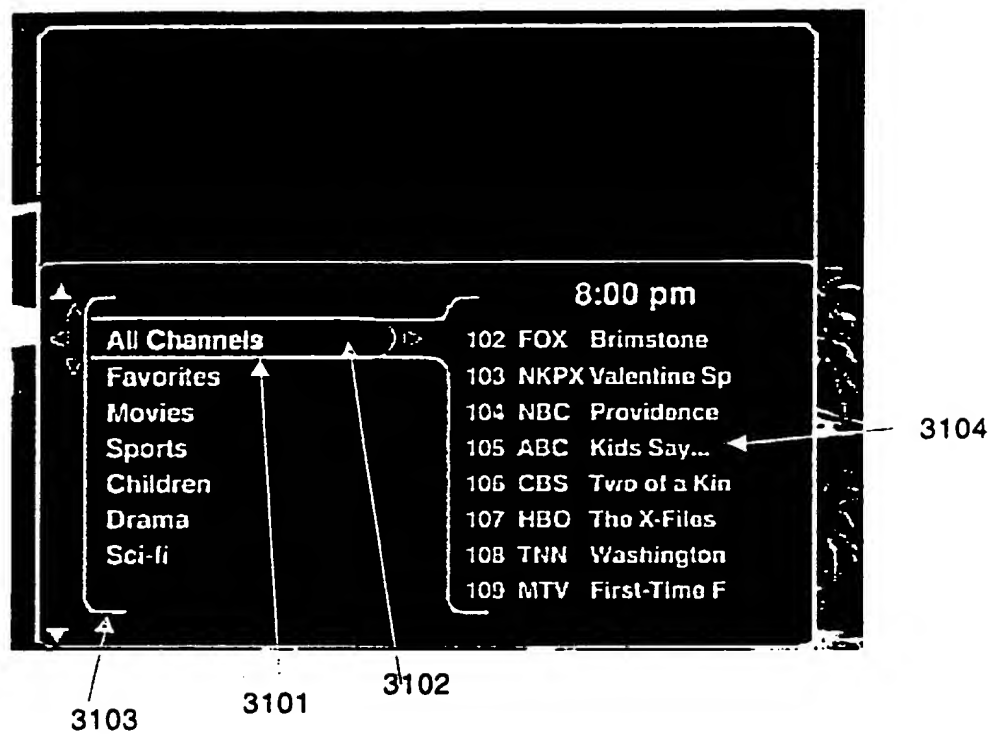 8:00 pm
All Channels
Favorites
Movies
Sports
Children
Drama
Sci-fi
102 FOX Brimstone
103 NKPX Valentine Sp
104 NBC Providence
105 ABC Kids Say...
106 CBS Two of a Kin
107 HBO The X-Files
108 TNN Washington
109 MTV First-Time F
3104
3103
3101
3102